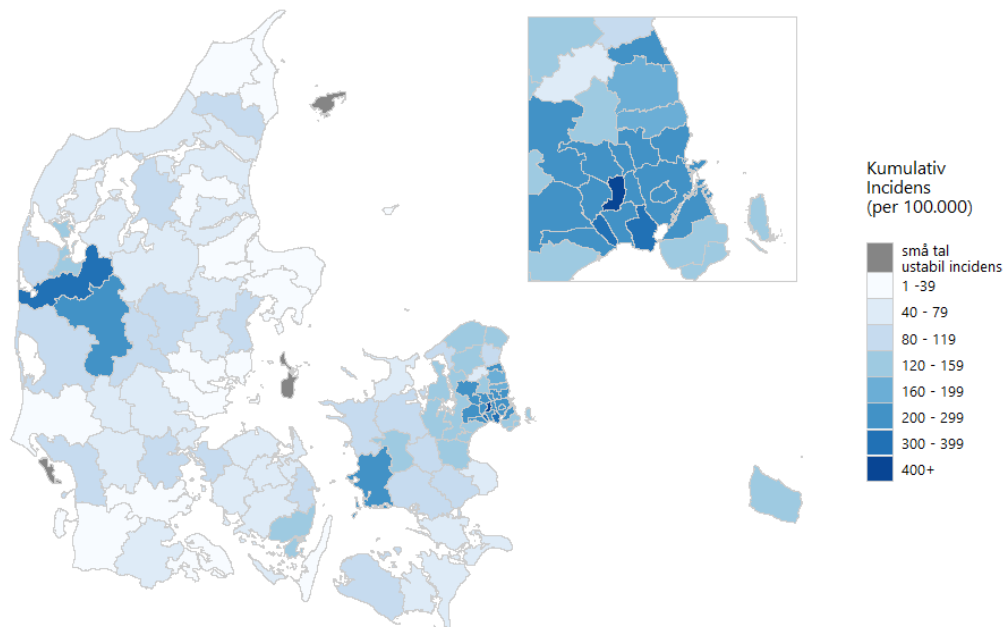 Kumulativ
Incidens
(per 100.000)
små tal
ustabil incidens
1 -39
40 - 79
80 - 119
120 - 159
160 - 199
200 - 299
300 - 399
400+